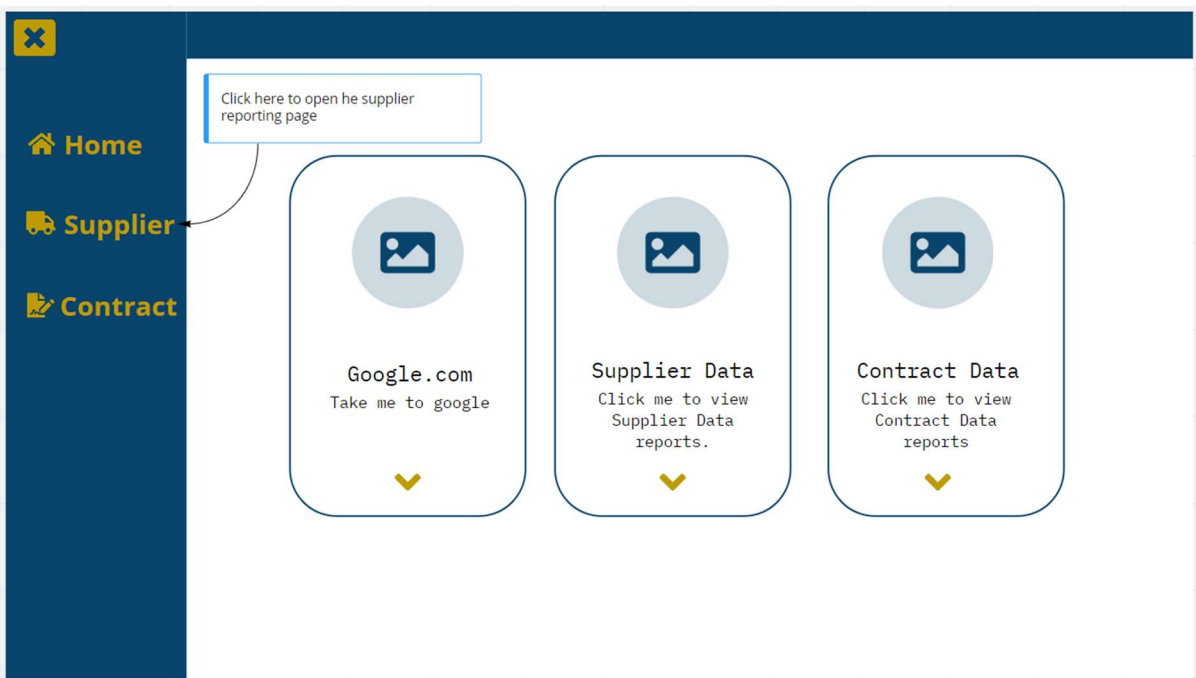 Click here to open he supplier
reporting page
Home
Supplier
Contract
Google.com
Take me to google
Supplier Data
Click me to view
Supplier Data
reports.
Contract Data
Click me to view
Contract Data
reports